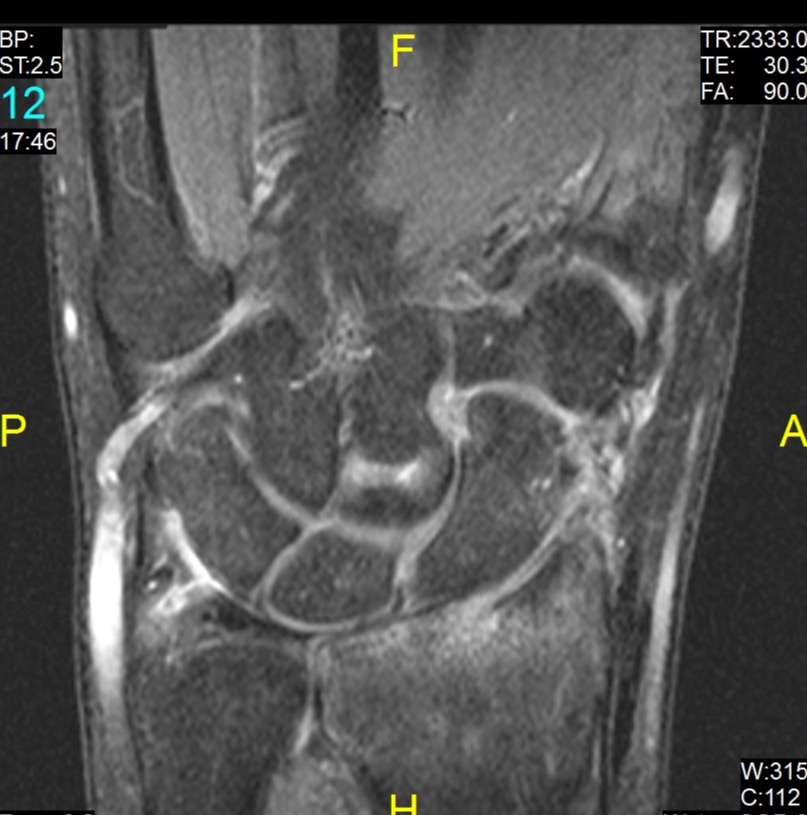 BP:
ST:2.5
12
17:46
F
TR:2333.0
TE: 30.3
FA: 90.0
P
A
H
W:315
C:112